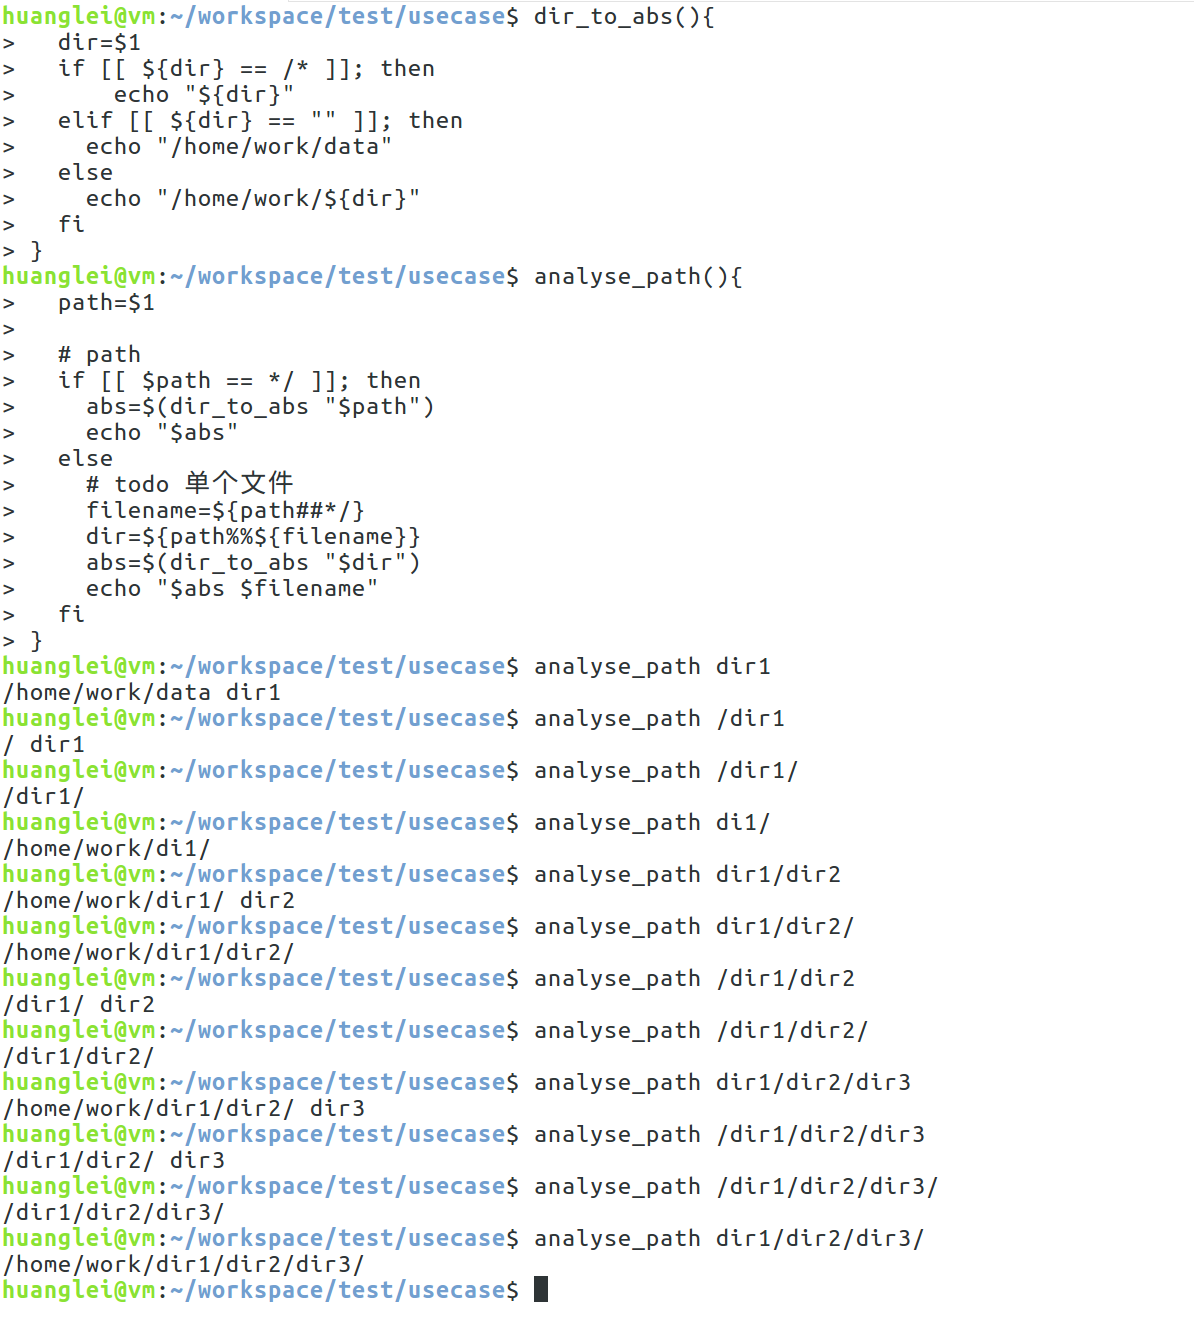 huanglei@vm:~/workspace/test/usecase$ dir_to_abs(){
>   dir=$1
>   if [[ ${dir} == /* ]]; then
>       echo "${dir}"
>   elif [[ ${dir} == "" ]]; then
>     echo "/home/work/data"
>   else
>     echo "/home/work/${dir}"
>   fi
> }
huanglei@vm:~/workspace/test/usecase$ analyse_path(){
>   path=$1
>
>   # path
>   if [[ $path == */ ]]; then
>     abs=$(dir_to_abs "$path")
>     echo "$abs"
>   else
>     # todo 单个文件
>     filename=${path##*/}
>     dir=${path%%${filename}}
>     abs=$(dir_to_abs "$dir")
>     echo "$abs $filename"
>   fi
> }
huanglei@vm:~/workspace/test/usecase$ analyse_path dir1
/home/work/data dir1
huanglei@vm:~/workspace/test/usecase$ analyse_path /dir1
/ dir1
huanglei@vm:~/workspace/test/usecase$ analyse_path /dir1/
/dir1/
huanglei@vm:~/workspace/test/usecase$ analyse_path di1/
/home/work/di1/
huanglei@vm:~/workspace/test/usecase$ analyse_path dir1/dir2
/home/work/dir1/ dir2
huanglei@vm:~/workspace/test/usecase$ analyse_path dir1/dir2/
/home/work/dir1/dir2/
huanglei@vm:~/workspace/test/usecase$ analyse_path /dir1/dir2
/dir1/ dir2
huanglei@vm:~/workspace/test/usecase$ analyse_path /dir1/dir2/
/dir1/dir2/
huanglei@vm:~/workspace/test/usecase$ analyse_path dir1/dir2/dir3
/home/work/dir1/dir2/ dir3
huanglei@vm:~/workspace/test/usecase$ analyse_path /dir1/dir2/dir3
/dir1/dir2/ dir3
huanglei@vm:~/workspace/test/usecase$ analyse_path /dir1/dir2/dir3/
/dir1/dir2/dir3/
huanglei@vm:~/workspace/test/usecase$ analyse_path dir1/dir2/dir3/
/home/work/dir1/dir2/dir3/
huanglei@vm:~/workspace/test/usecase$